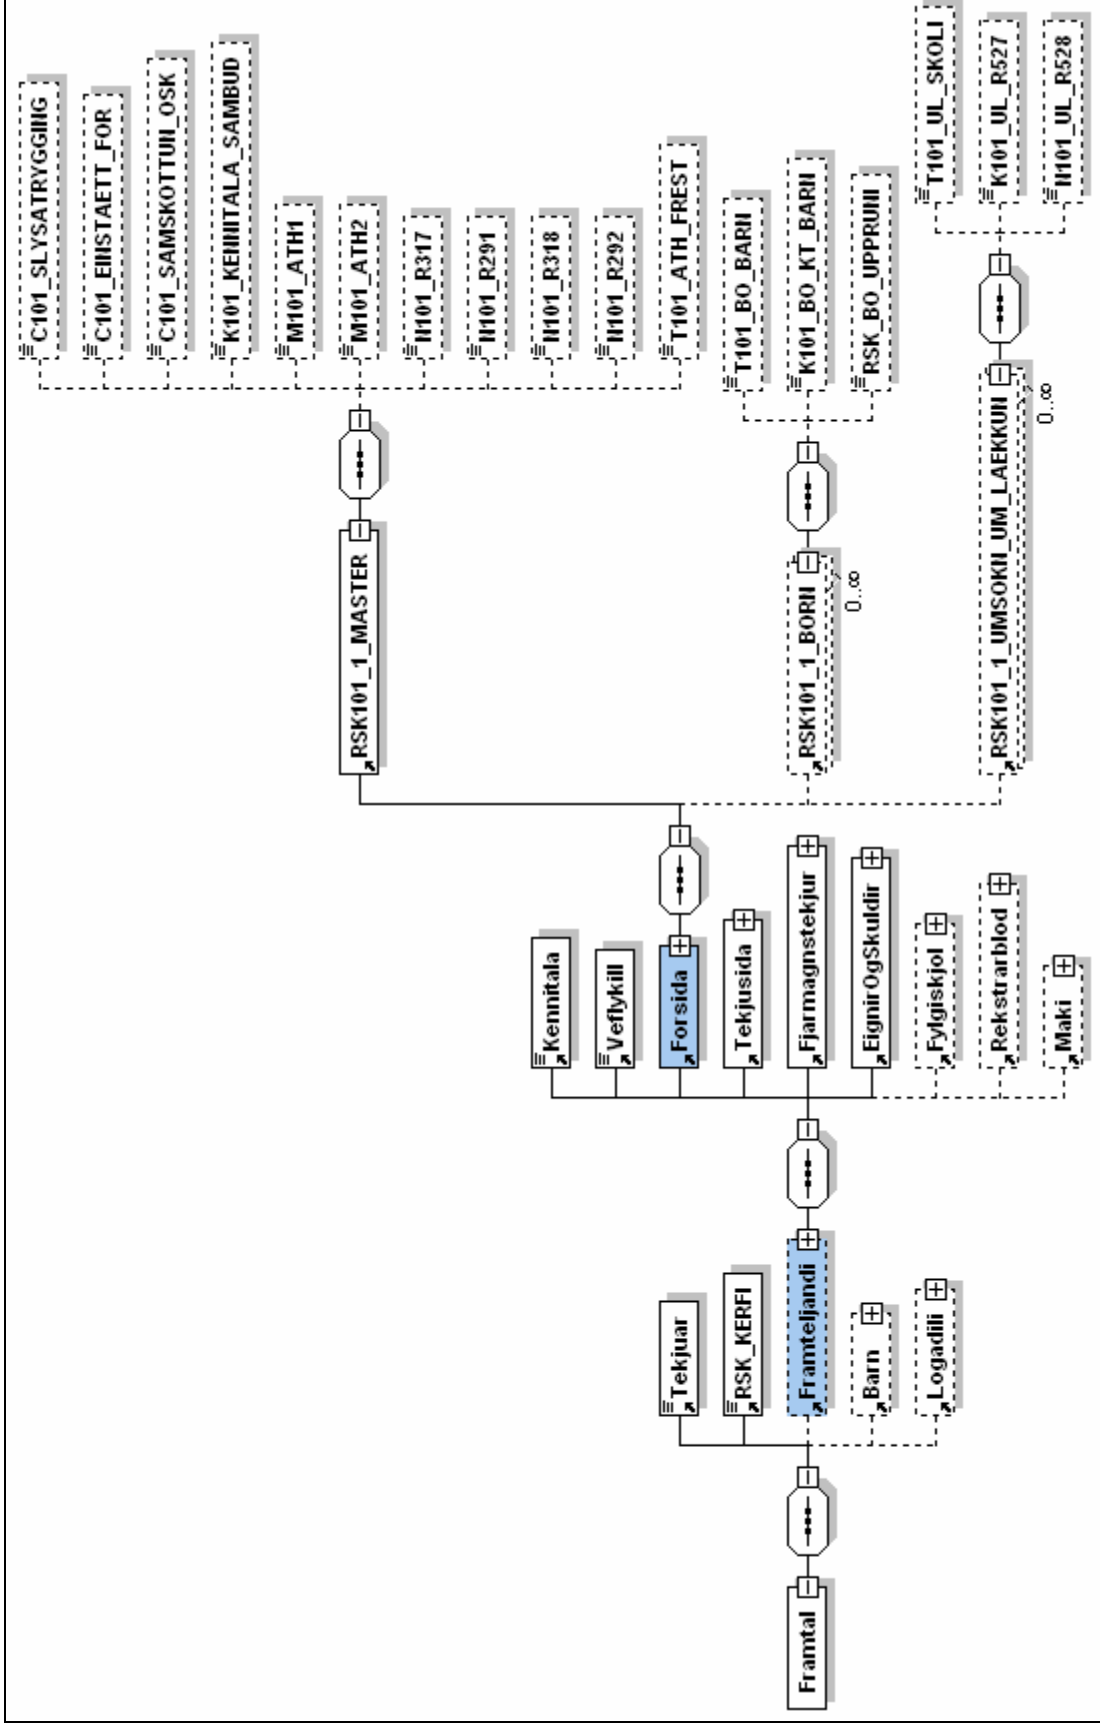 Framtal
Tekjuar
RSK_KERFI
Framteljandi
Barn
Logadili
Kennitala
Veflykill
Forsida
Tekjusida
Fjarmagnstekjur
EignirOgSkuldir
Fylgiskjol
Rekstrarblod
Maki
RSK101_1_MASTER
RSK101_1_BORN
0..∞
RSK101_1_UMSOKN_UM_LAEKKUN
0..∞
C101_SLYSATRYGGING
C101_EINSTAETT_FOR
C101_SAMSKOTTUN_OSK
K101_KENNITALA_SAMBUD
M101_ATH1
M101_ATH2
N101_R317
N101_R291
N101_R318
N101_R292
T101_ATH_FREST
T101_BO_BARN
K101_BO_KT_BARN
RSK_BO_UPPRUNI
T101_UL_SKOLI
K101_UL_R527
N101_UL_R528